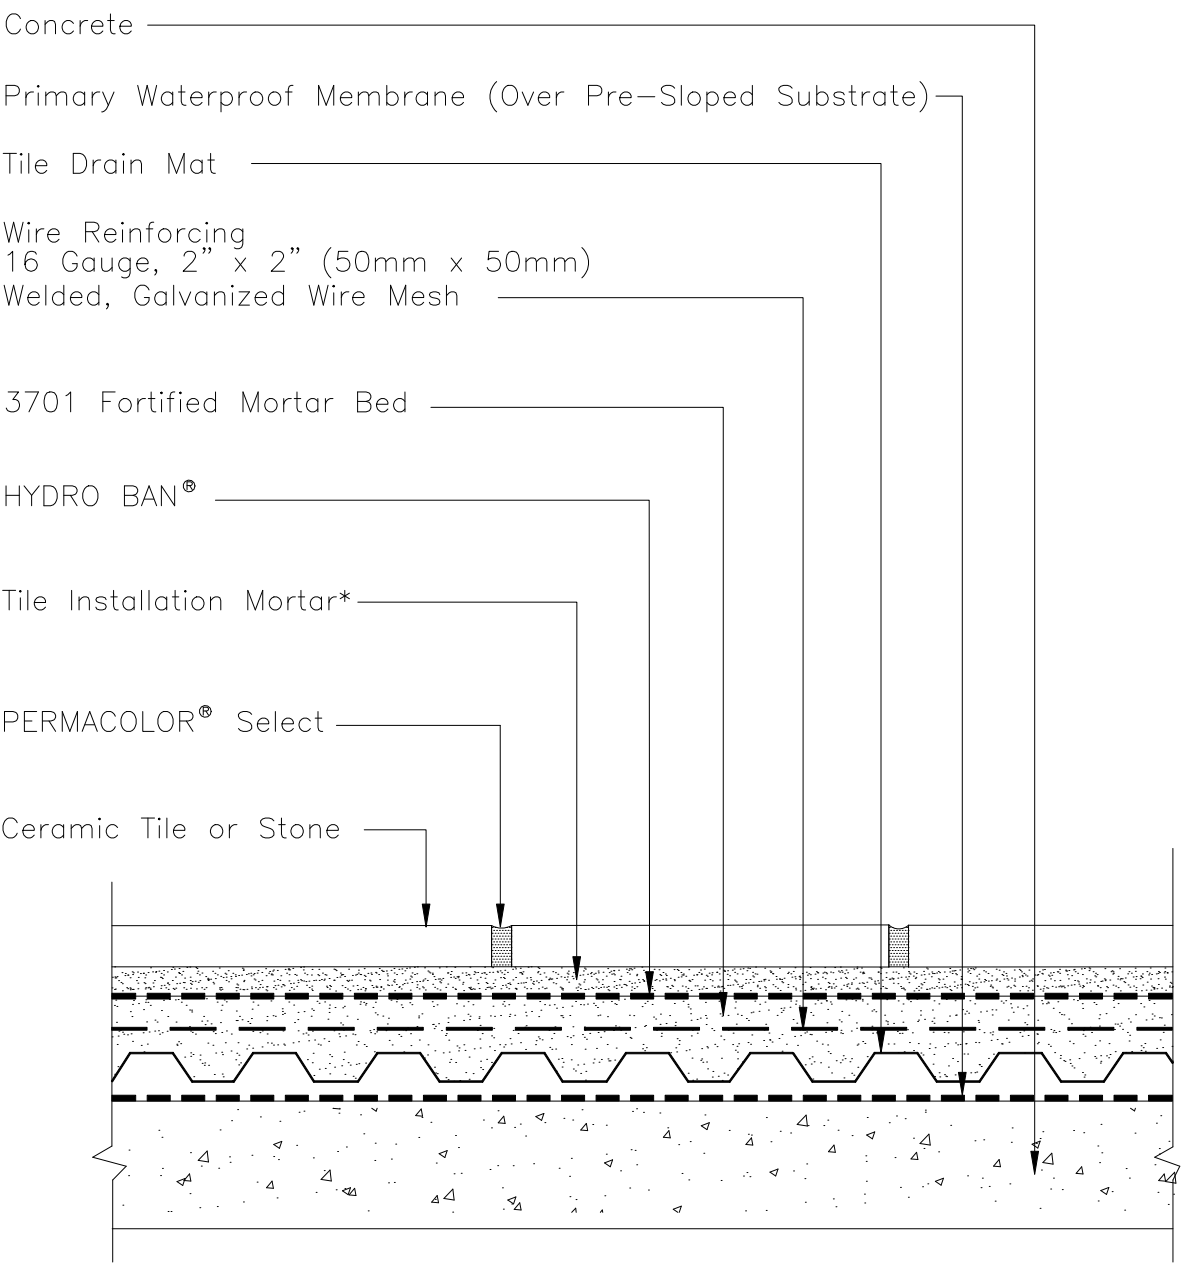 Concrete
Primary Waterproof Membrane (Over Pre-Sloped Substrate)
Tile Drain Mat
Wire Reinforcing
16 Gauge, 2” x 2” (50mm x 50mm)
Welded, Galvanized Wire Mesh
3701 Fortified Mortar Bed
HYDRO BAN®
Tile Installation Mortar*
PERMACOLOR® Select
Ceramic Tile or Stone